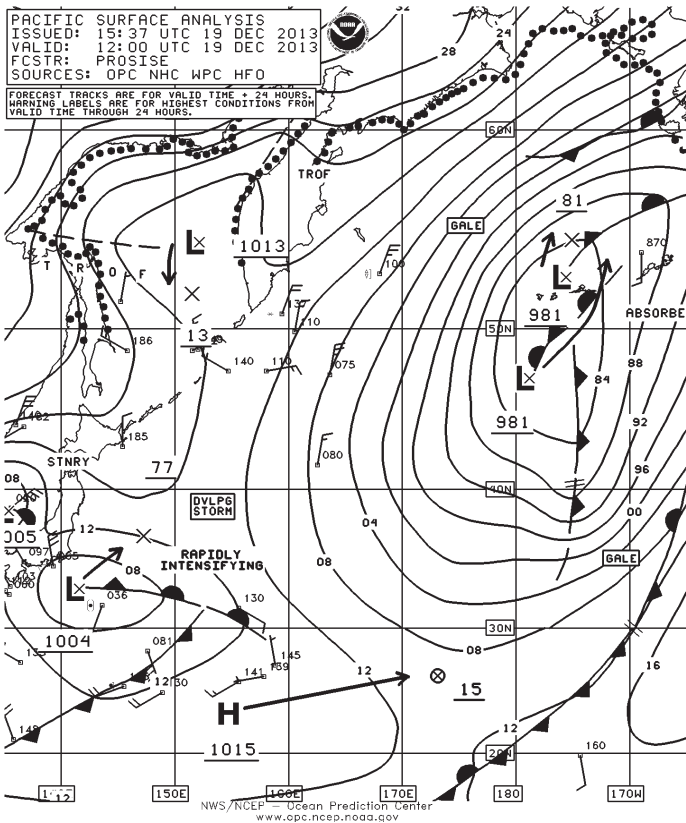 PACIFIC SURFACE ANALYSIS
ISSUED: 15:37 UTC 19 DEC 2013
VALID: 12:00 UTC 19 DEC 2013
FCSTR: PROSISE
SOURCES: OPC NHC WPC HFO
FORECAST TRACKS ARE FOR VALID TIME + 24 HOURS.
WARNING LABELS ARE FOR HIGHEST CONDITIONS FROM
VALID TIME THROUGH 24 HOURS.
NOAA
32
24
28
60N
TROF
81
GALE
L
1013
T R O F
870
L
981
ABSORBE
110
50N
13
186
140
110
075
88
L
84
981
92
185
080
STNRY
77
96
08
40N
DVLPG
STORM
00
005
12
04
RAPIDLY
INTENSIFYING
GALE
097
08
08
L
036
130
1004
30N
081
08
145
141
12
12
16
15
H
12
1015
160
20N
150E
160E
170E
180
170W
12
NWS/NCEP – Ocean Prediction Center
www.opc.ncep.noaa.gov